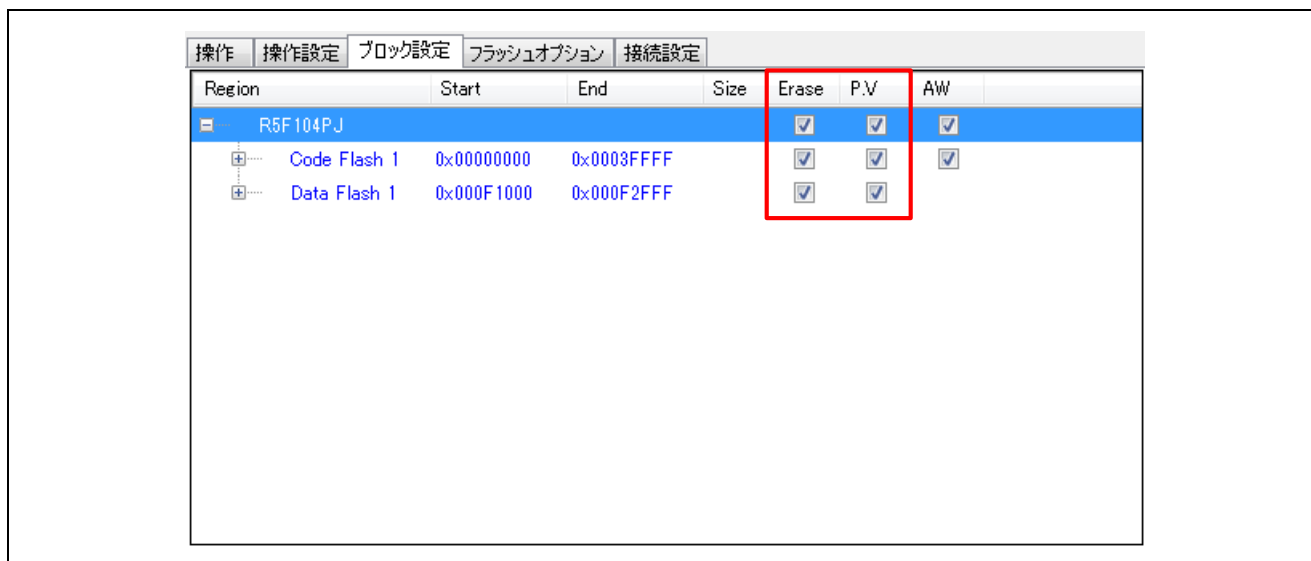 操作 操作設定 ブロック設定 フラッシュオプション 接続設定
Region Start End Size Erase P.V AW
R5F104PJ
Code Flash 1 0x00000000 0x0003FFFF
Data Flash 1 0x000F1000 0x000F2FFF